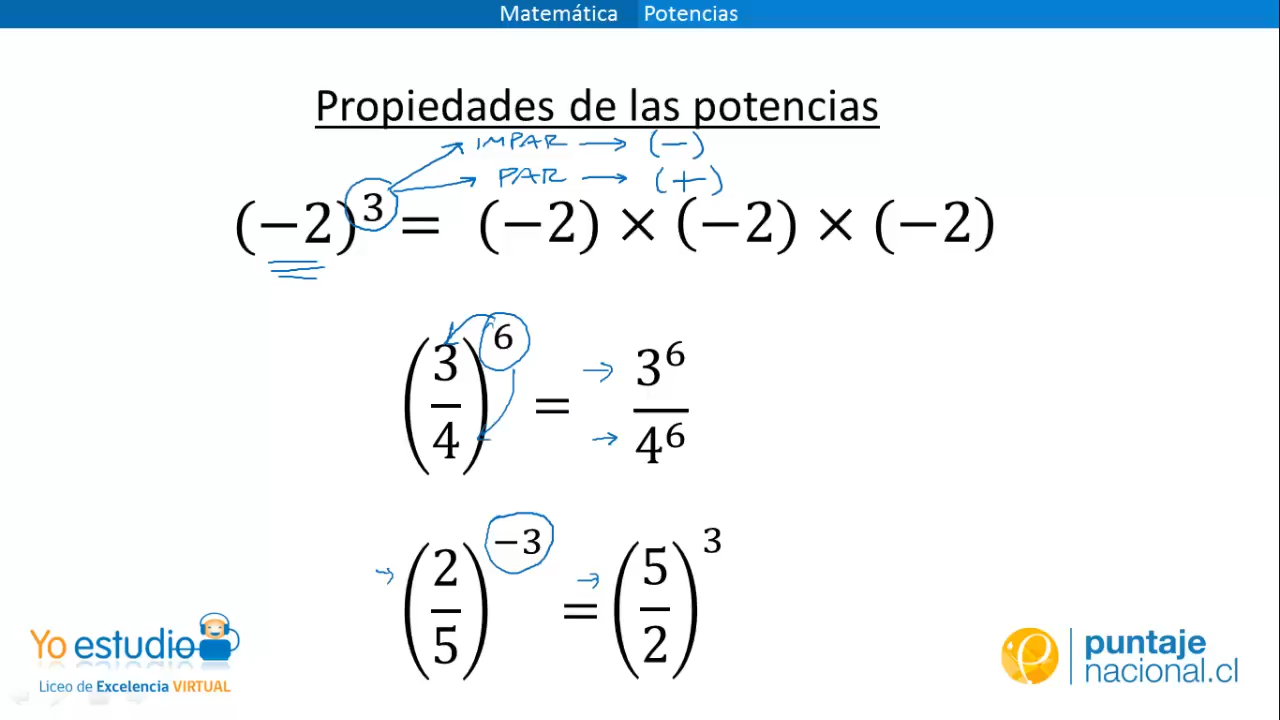 Matemática Potencias
Propiedades de las potencias
IMPAR → (−)
PAR → (+)
(−2)³ = (−2) × (−2) × (−2)
(3/4)⁶ = 3⁶/4⁶
(2/5)⁻³ = (5/2)³
Yo estudio
Liceo de Excelencia VIRTUAL
puntaje
nacional.cl